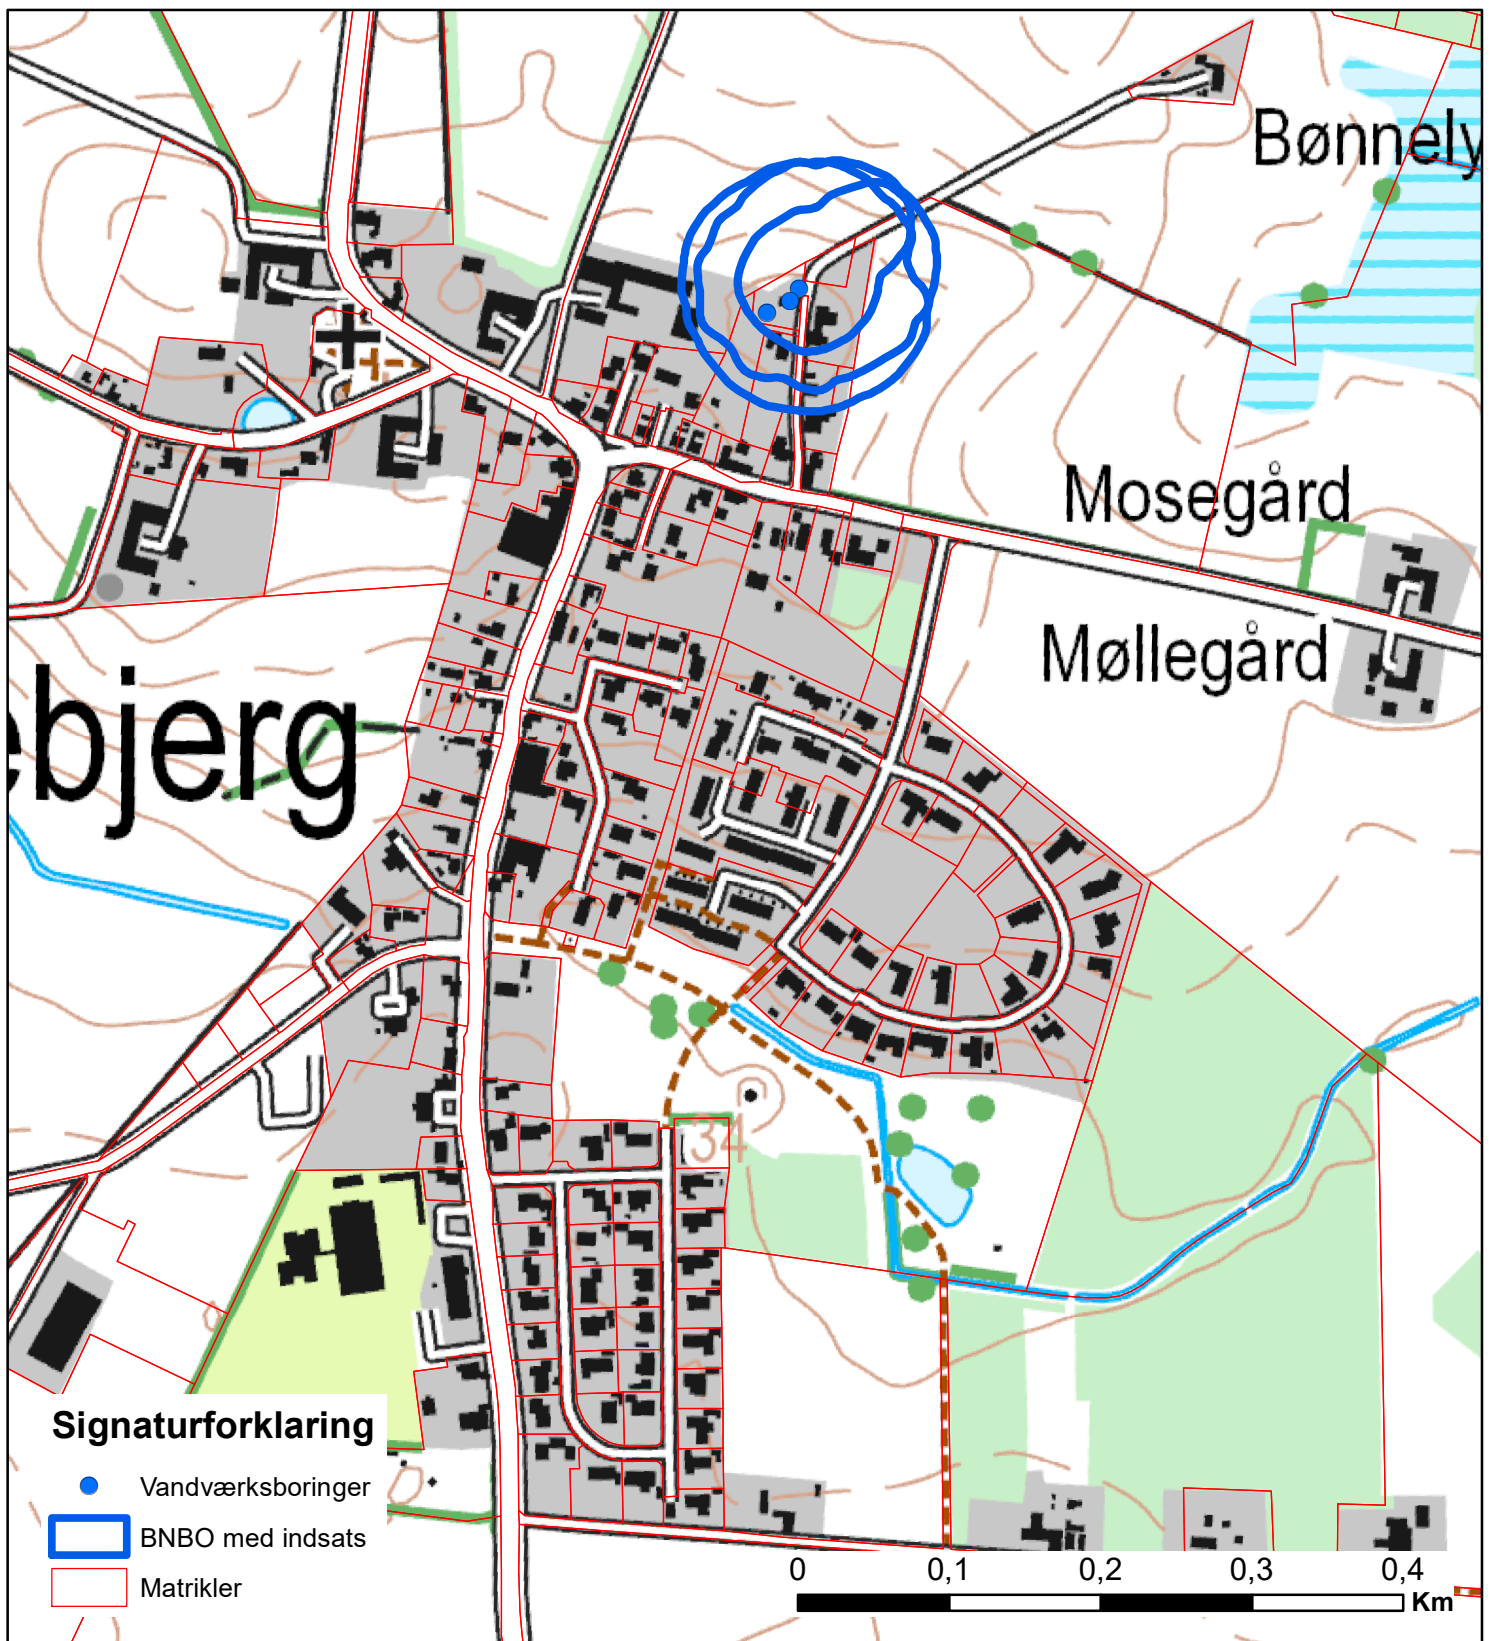 Bønnely
Mosegård
Møllegård
ebjerg
34
Signaturforklaring
Vandværksboringer
BNBO med indsats
Matrikler
0 0,1 0,2 0,3 0,4
Km